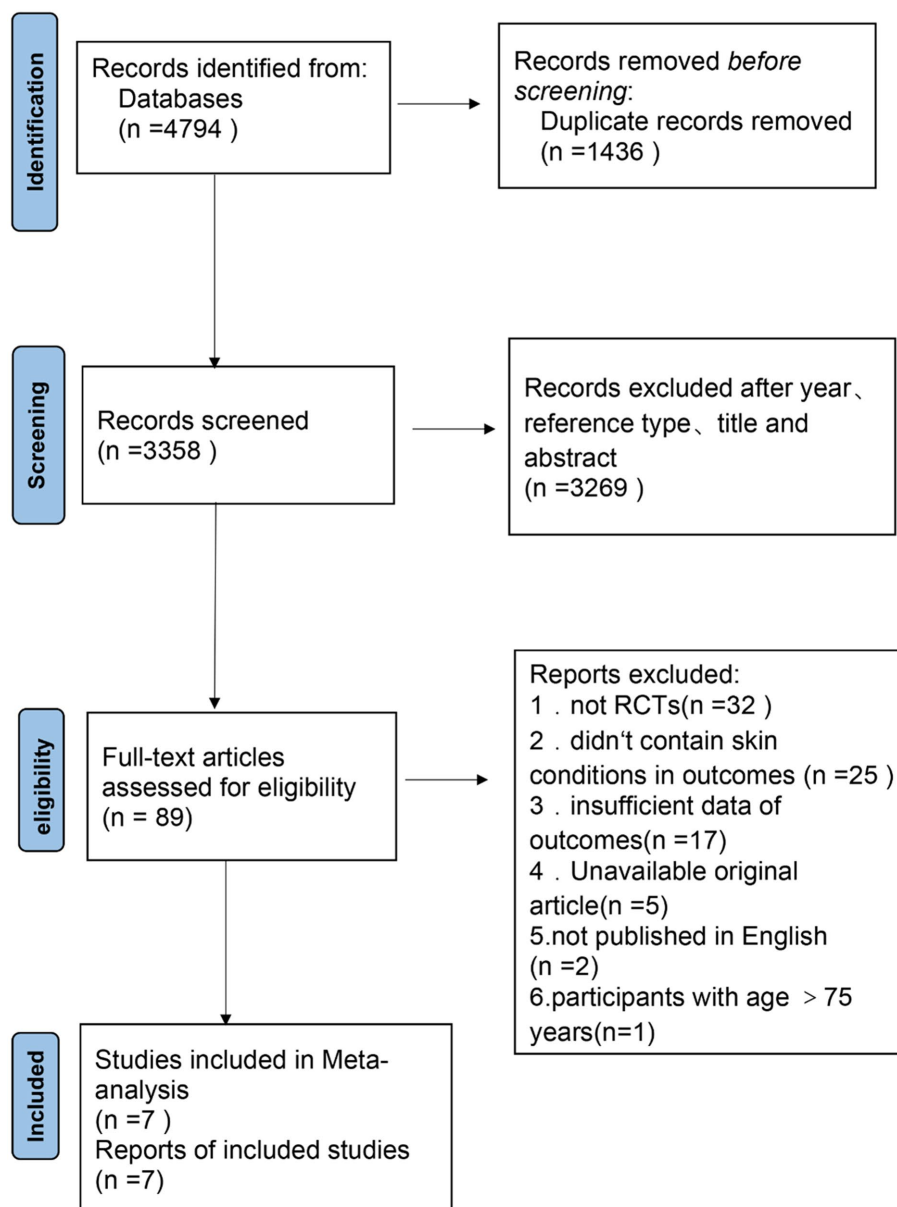 Identification
Records identified from:
Databases
(n =4794 )
Records removed before
screening:
Duplicate records removed
(n =1436 )
Screening
Records screened
(n =3358 )
Records excluded after year、
reference type、title and
abstract
(n =3269 )
eligibility
Full-text articles
assessed for eligibility
(n = 89)
Reports excluded:
1 . not RCTs(n =32 )
2 . didn‘t contain skin
conditions in outcomes (n =25 )
3 . insufficient data of
outcomes(n =17)
4 . Unavailable original
article(n =5)
5.not published in English
(n =2)
6.participants with age ﹥75
years(n=1)
Included
Studies included in Meta-
analysis
(n =7 )
Reports of included studies
(n =7)